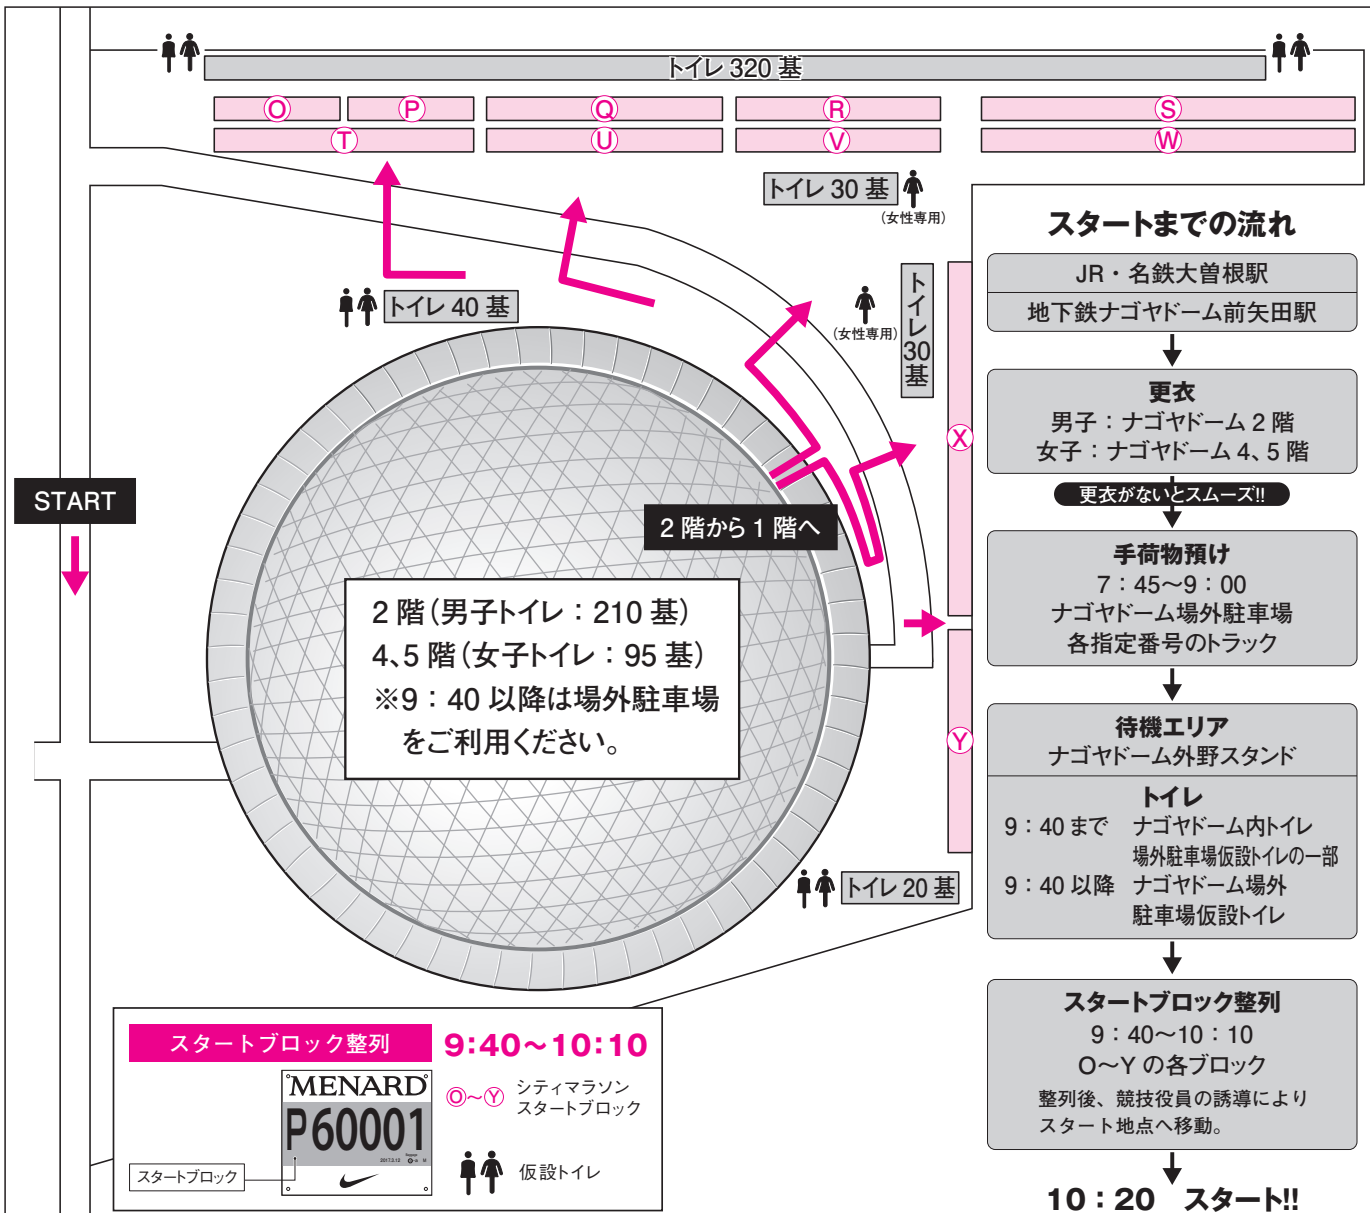 トイレ 320 基
O
P
Q
R
S
T
U
V
W
トイレ 30 基
(女性専用)
トイレ 40 基
(女性専用)
トイレ30基
X
Y
START
2 階から 1 階へ
2 階(男子トイレ：210 基)
4、5 階(女子トイレ：95 基)
※9：40 以降は場外駐車場
をご利用ください。
トイレ 20 基
スタートまでの流れ
JR・名鉄大曽根駅
地下鉄ナゴヤドーム前矢田駅
更衣
男子：ナゴヤドーム 2 階
女子：ナゴヤドーム 4、5 階
更衣がないとスムーズ!!
手荷物預け
7：45〜9：00
ナゴヤドーム場外駐車場
各指定番号のトラック
待機エリア
ナゴヤドーム外野スタンド
トイレ
9：40 まで ナゴヤドーム内トイレ
場外駐車場仮設トイレの一部
9：40 以降 ナゴヤドーム場外
駐車場仮設トイレ
スタートブロック整列
9：40〜10：10
O〜Y の各ブロック
整列後、競技役員の誘導により
スタート地点へ移動。
10：20 スタート!!
スタートブロック整列 9:40〜10:10
MENARD
P60001
2017.3.12
スタートブロック
O〜Y シティマラソン
スタートブロック
仮設トイレ